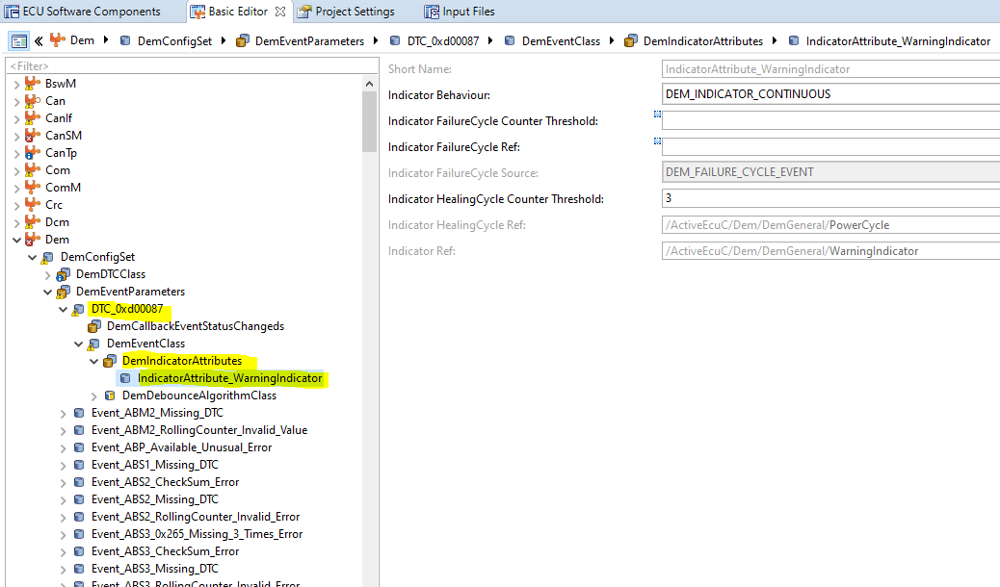 ECU Software Components
Basic Editor
Project Settings
Input Files
Dem
DemConfigSet
DemEventParameters
DTC_0xd00087
DemEventClass
DemIndicatorAttributes
IndicatorAttribute_WarningIndicator
<Filter>
BswM
Can
CanIf
CanSM
CanTp
Com
ComM
Crc
Dcm
Dem
DemConfigSet
DemDTCClass
DemEventParameters
DTC_0xd00087
DemCallbackEventStatusChangeds
DemEventClass
DemIndicatorAttributes
IndicatorAttribute_WarningIndicator
DemDebounceAlgorithmClass
Event_ABM2_Missing_DTC
Event_ABM2_RollingCounter_Invalid_Value
Event_ABP_Available_Unusual_Error
Event_ABS1_Missing_DTC
Event_ABS2_CheckSum_Error
Event_ABS2_Missing_DTC
Event_ABS2_RollingCounter_Invalid_Error
Event_ABS3_0x265_Missing_3_Times_Error
Event_ABS3_CheckSum_Error
Event_ABS3_Missing_DTC
Event_ABS3_RollingCounter_Invalid_Error
Short Name: IndicatorAttribute_WarningIndicator
Indicator Behaviour: DEM_INDICATOR_CONTINUOUS
Indicator FailureCycle Counter Threshold:
Indicator FailureCycle Ref:
Indicator FailureCycle Source: DEM_FAILURE_CYCLE_EVENT
Indicator HealingCycle Counter Threshold: 3
Indicator HealingCycle Ref: /ActiveEcuC/Dem/DemGeneral/PowerCycle
Indicator Ref: /ActiveEcuC/Dem/DemGeneral/WarningIndicator